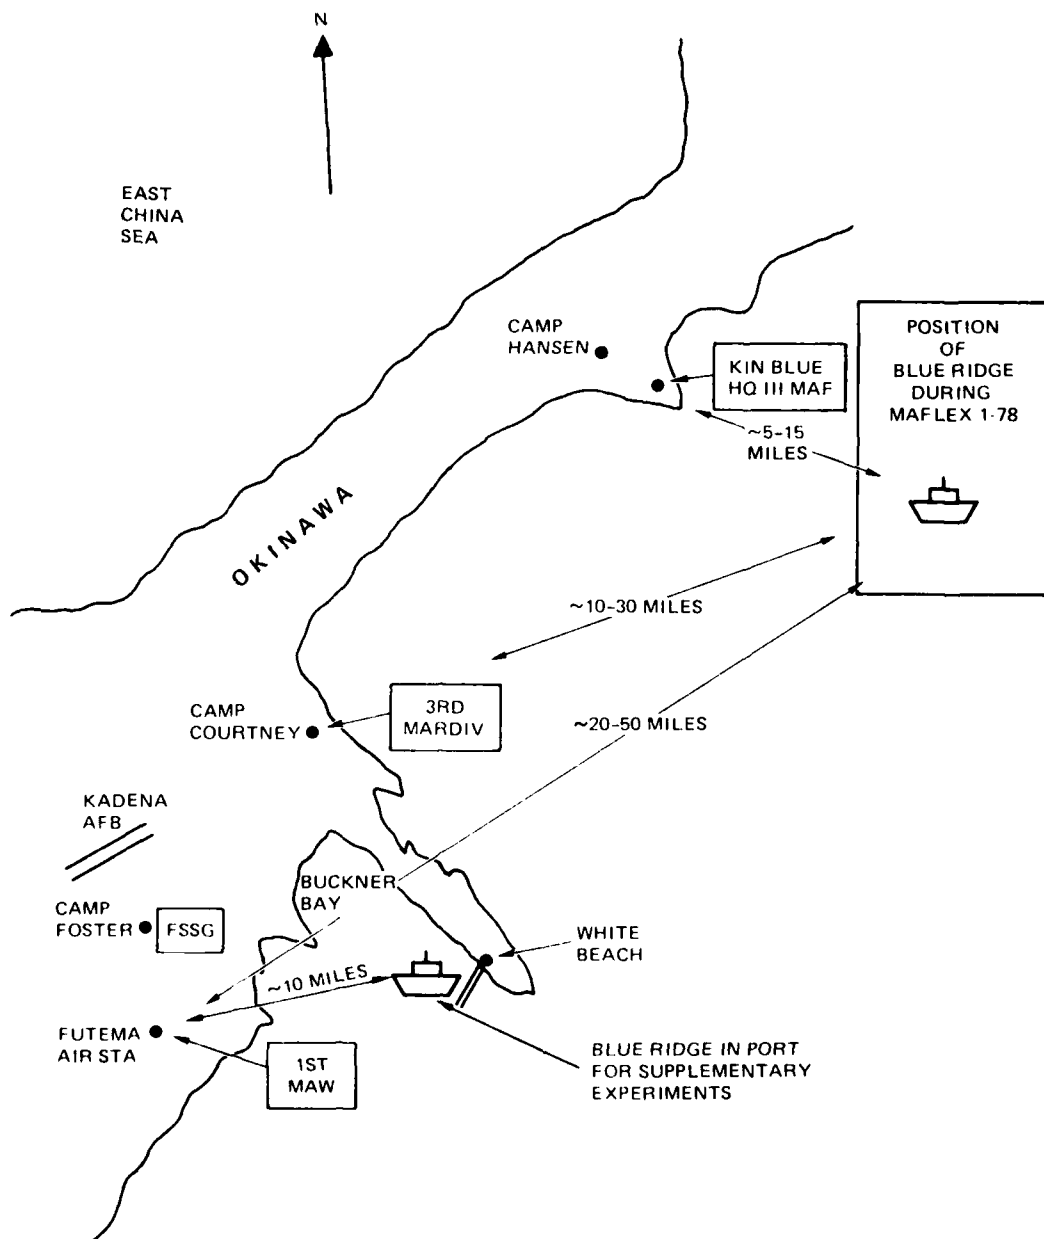 N
EAST
CHINA
SEA
CAMP
HANSEN
KIN BLUE
HQ III MAF
POSITION
OF
BLUE RIDGE
DURING
MAFLEX 1-78
~5-15
MILES
OKINAWA
~10-30 MILES
CAMP
COURTNEY
3RD
MARDIV
~20-50 MILES
KADENA
AFB
BUCKNER
BAY
CAMP
FOSTER
FSSG
WHITE
BEACH
~10 MILES
FUTEMA
AIR STA
1ST
MAW
BLUE RIDGE IN PORT
FOR SUPPLEMENTARY
EXPERIMENTS